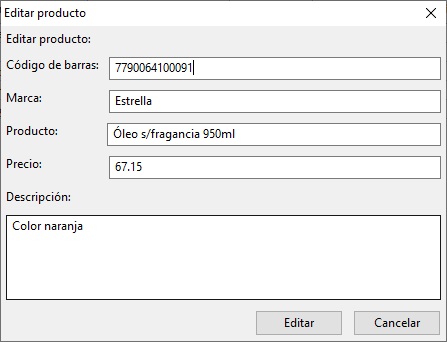 Editar producto
Editar producto:
Código de barras: 7790064100091
Marca: Estrella
Producto: Óleo s/fragancia 950ml
Precio: 67.15
Descripción:
Color naranja
Editar Cancelar